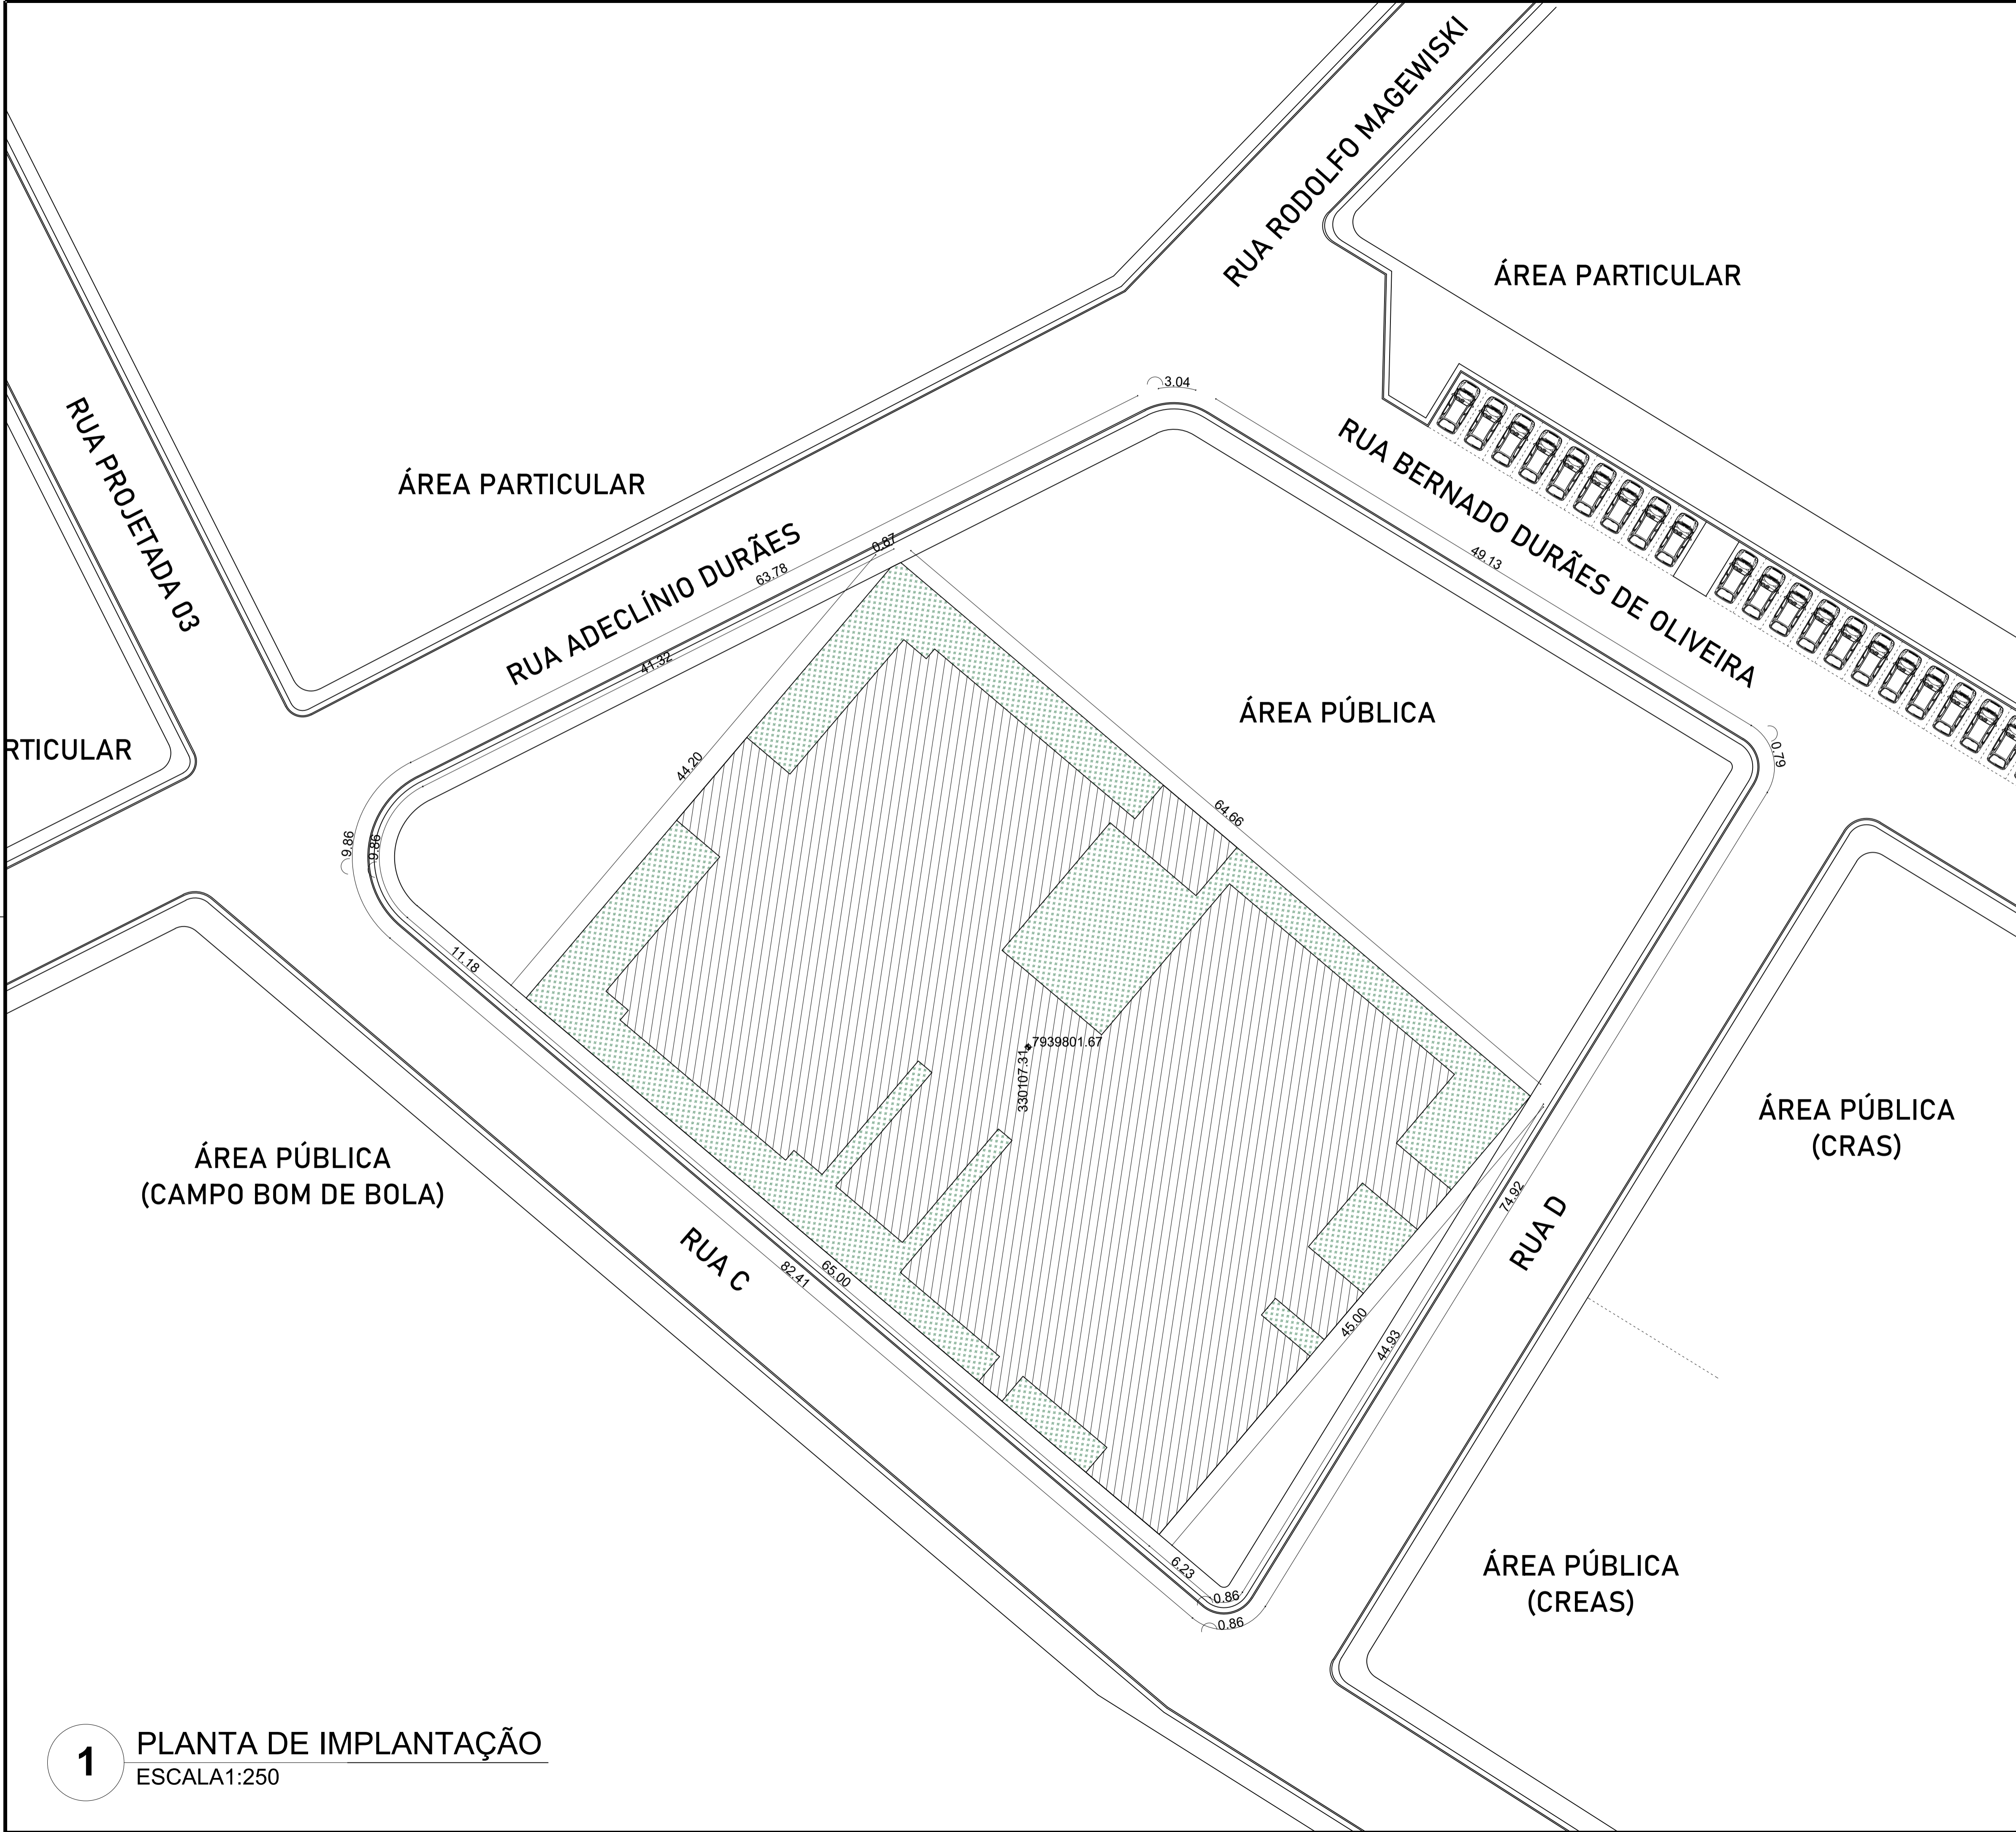 RUA RODOLFO MAGEWISKI
ÁREA PARTICULAR
3.04
RUA PROJETADA 03
RUA BERNADO DURÃES DE OLIVEIRA
49.13
ÁREA PARTICULAR
RUA ADECLÍNIO DURÃES
0.87
63.78
41.32
ÁREA PÚBLICA
RTICULAR
0.79
44.20
64.66
9.86
9.86
11.18
7939801.67
330107.31
ÁREA PÚBLICA
(CRAS)
ÁREA PÚBLICA
(CAMPO BOM DE BOLA)
74.92
RUA D
RUA C
82.41
65.00
45.00
44.93
6.23
0.86
0.86
ÁREA PÚBLICA
(CREAS)
1
PLANTA DE IMPLANTAÇÃO
ESCALA1:250